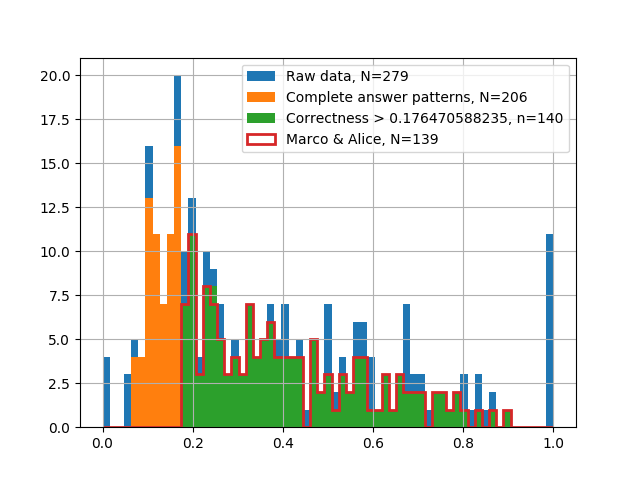 Raw data, N=279
Complete answer patterns, N=206
Correctness > 0.176470588235, n=140
Marco & Alice, N=139
20.0
17.5
15.0
12.5
10.0
7.5
5.0
2.5
0.0
0.0 0.2 0.4 0.6 0.8 1.0